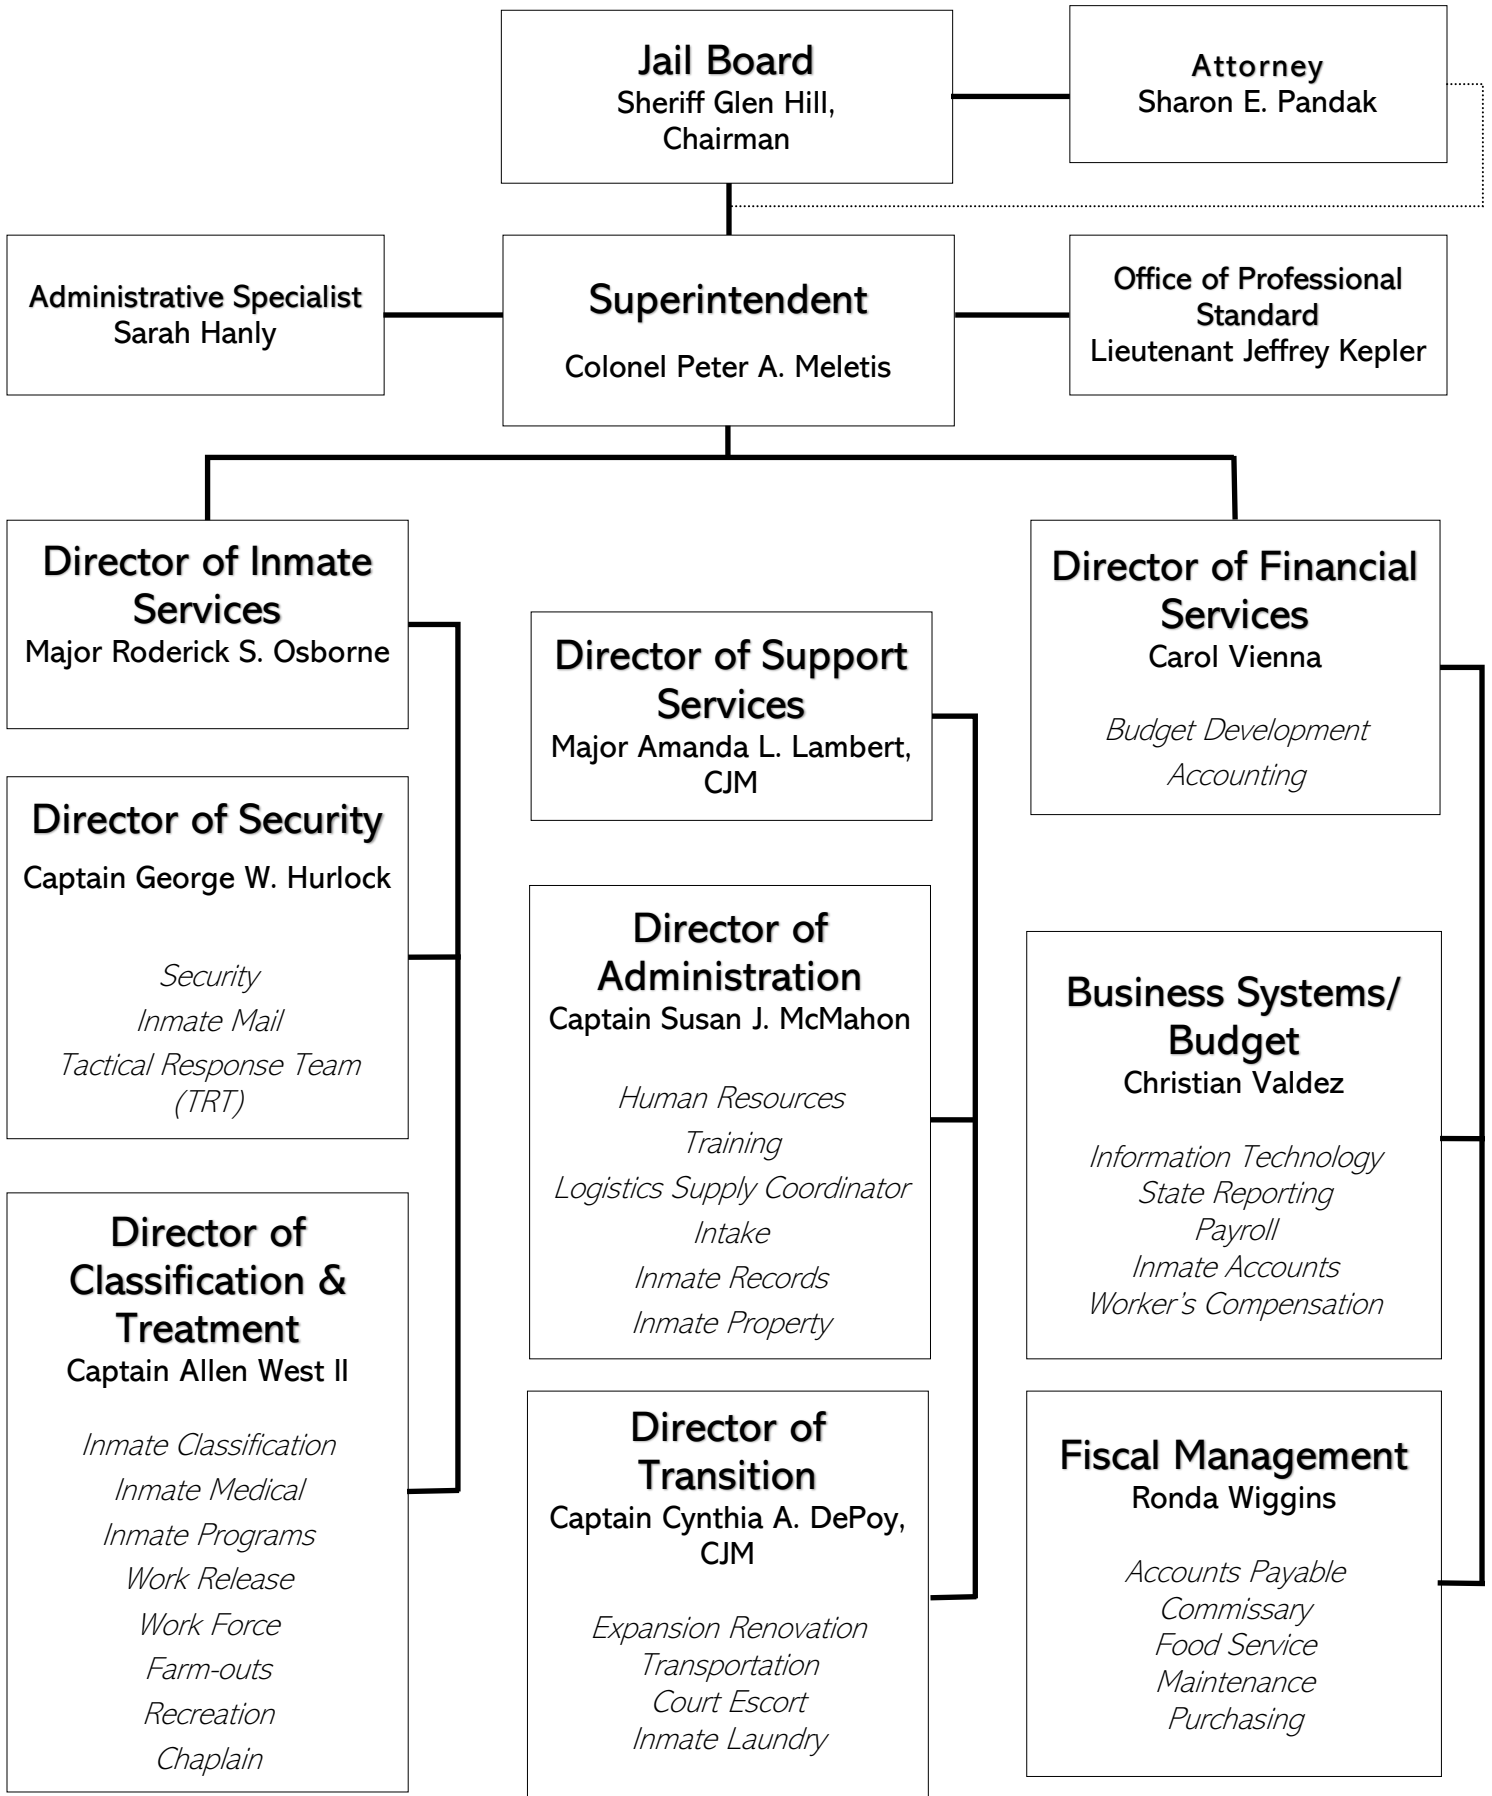 Jail Board
Sheriff Glen Hill,
Chairman
Attorney
Sharon E. Pandak
Administrative Specialist
Sarah Hanly
Superintendent
Colonel Peter A. Meletis
Office of Professional
Standard
Lieutenant Jeffrey Kepler
Director of Inmate
Services
Major Roderick S. Osborne
Director of Security
Captain George W. Hurlock
Security
Inmate Mail
Tactical Response Team
(TRT)
Director of
Classification &
Treatment
Captain Allen West II
Inmate Classification
Inmate Medical
Inmate Programs
Work Release
Work Force
Farm-outs
Recreation
Chaplain
Director of Support
Services
Major Amanda L. Lambert,
CJM
Director of
Administration
Captain Susan J. McMahon
Human Resources
Training
Logistics Supply Coordinator
Intake
Inmate Records
Inmate Property
Director of
Transition
Captain Cynthia A. DePoy,
CJM
Expansion Renovation
Transportation
Court Escort
Inmate Laundry
Director of Financial
Services
Carol Vienna
Budget Development
Accounting
Business Systems/
Budget
Christian Valdez
Information Technology
State Reporting
Payroll
Inmate Accounts
Worker's Compensation
Fiscal Management
Ronda Wiggins
Accounts Payable
Commissary
Food Service
Maintenance
Purchasing